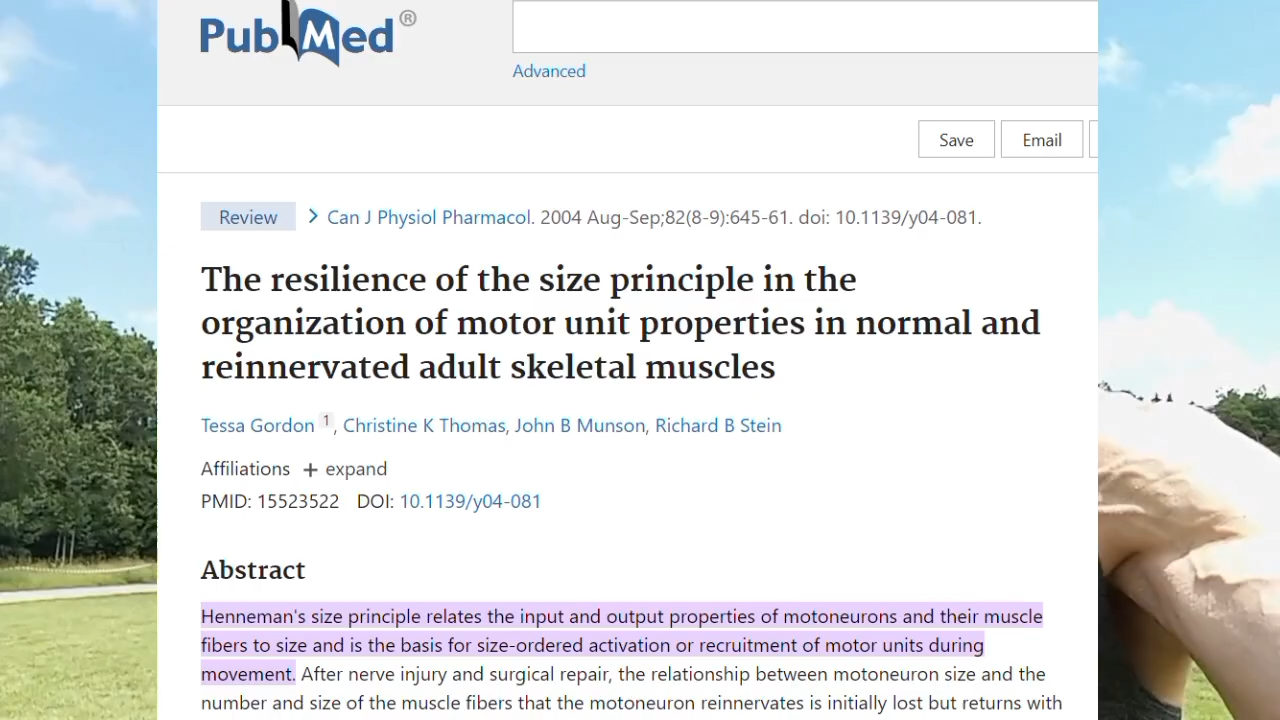 PubMed®
Advanced
Save
Email
Review
Can J Physiol Pharmacol. 2004 Aug-Sep;82(8-9):645-61. doi: 10.1139/y04-081.
The resilience of the size principle in the
organization of motor unit properties in normal and
reinnervated adult skeletal muscles
Tessa Gordon 1, Christine K Thomas, John B Munson, Richard B Stein
Affiliations + expand
PMID: 15523522 DOI: 10.1139/y04-081
Abstract
Henneman's size principle relates the input and output properties of motoneurons and their muscle
fibers to size and is the basis for size-ordered activation or recruitment of motor units during
movement. After nerve injury and surgical repair, the relationship between motoneuron size and the
number and size of the muscle fibers that the motoneuron reinnervates is initially lost but returns with